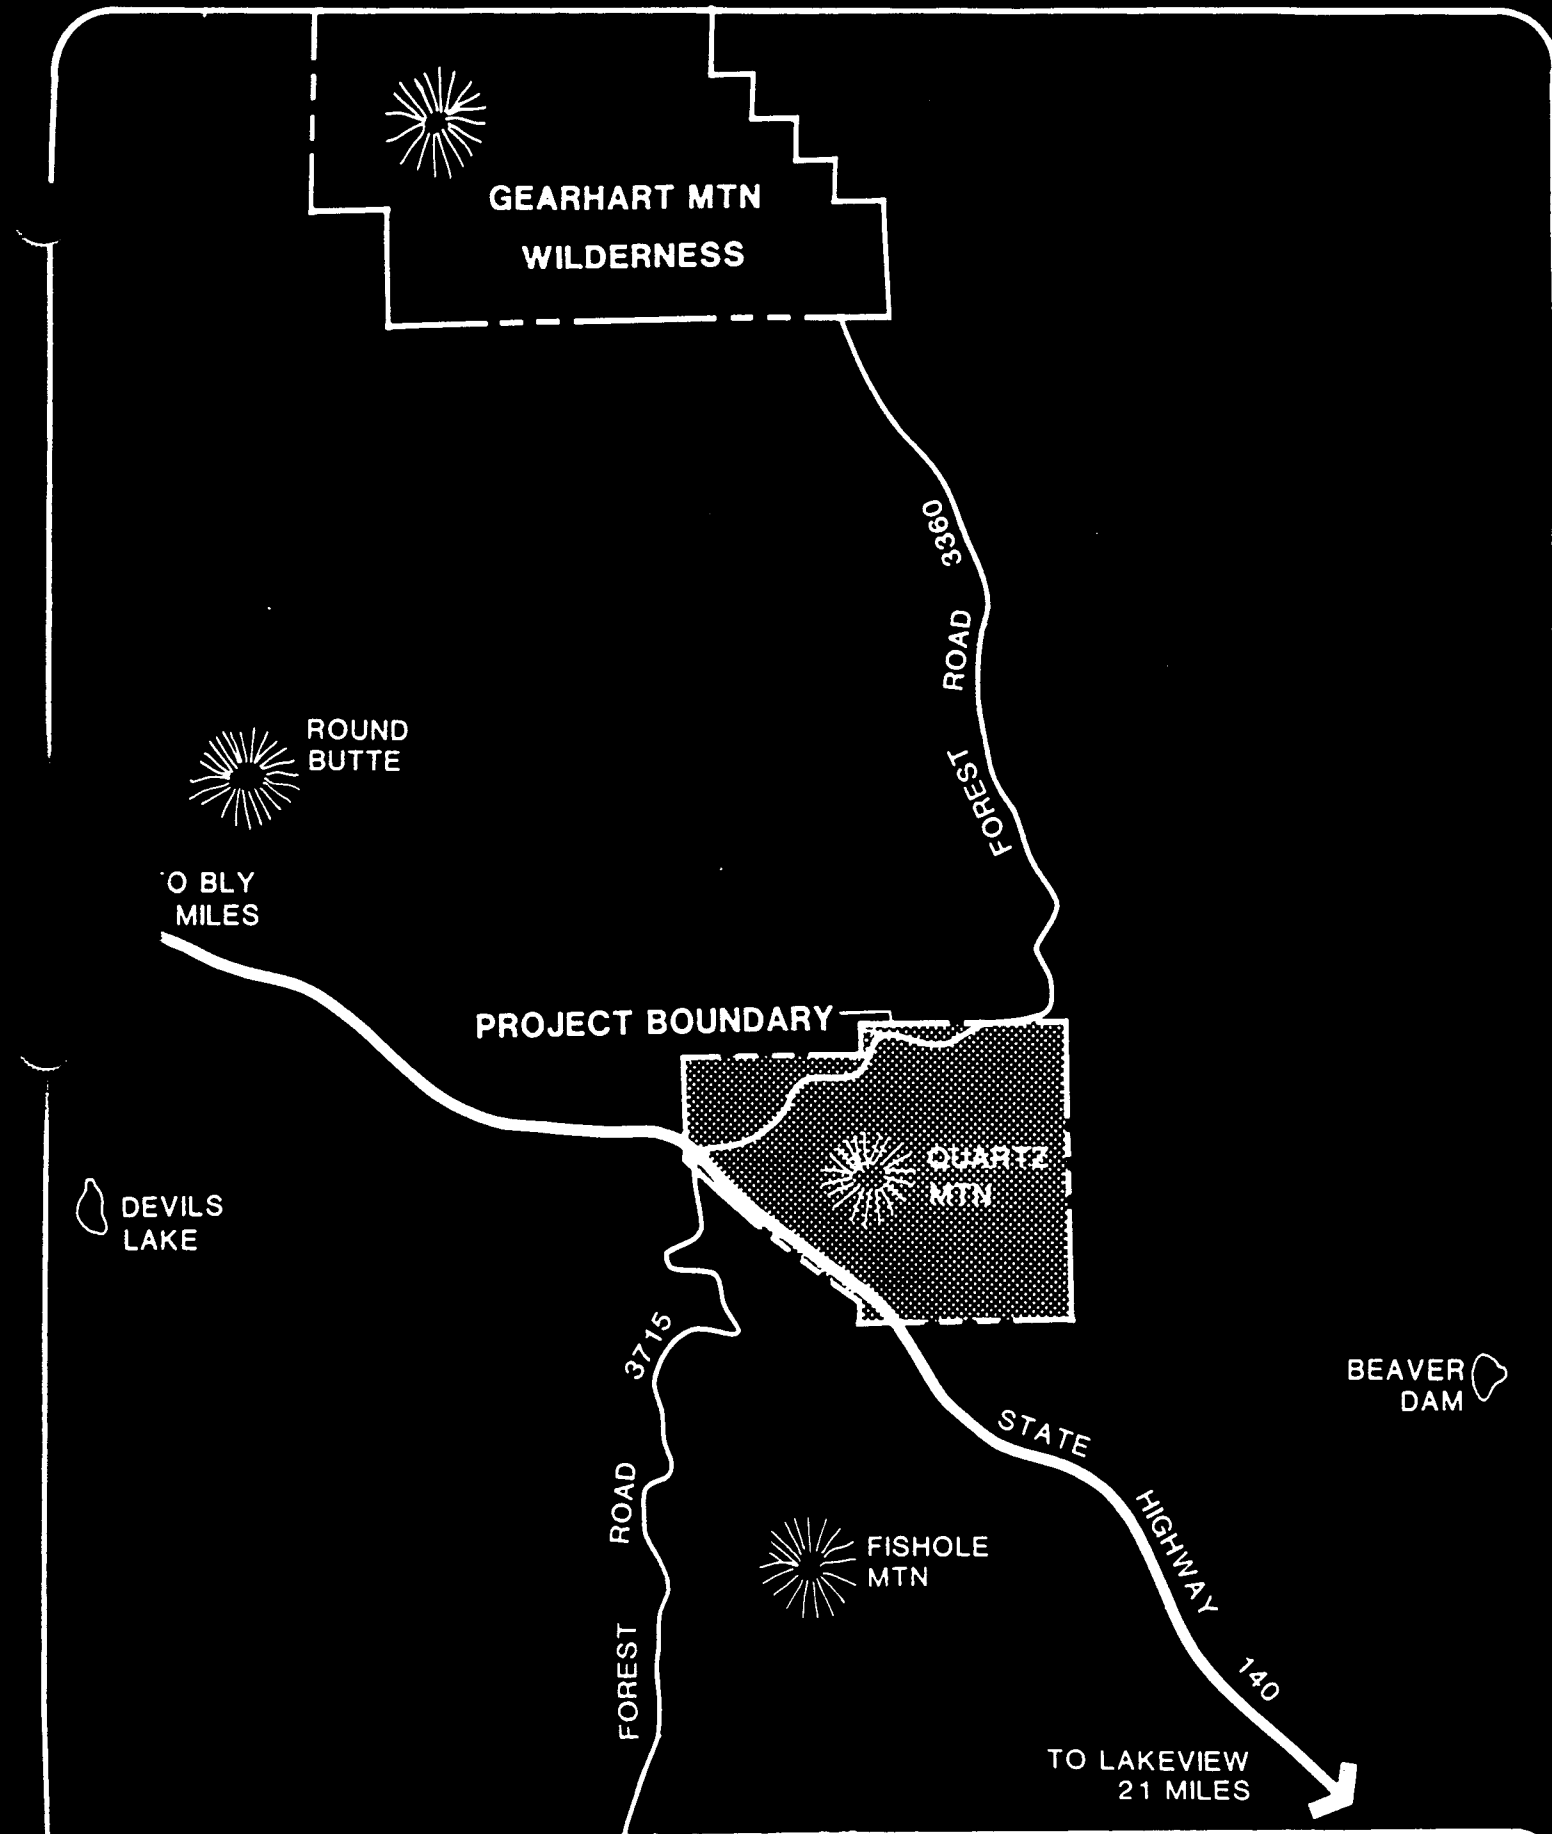 GEARHART MTN
WILDERNESS
FOREST ROAD 3360
ROUND
BUTTE
O BLY
MILES
PROJECT BOUNDARY
QUARTZ
MTN
DEVILS
LAKE
FOREST ROAD 3715
BEAVER
DAM
STATE HIGHWAY 140
FISHOLE
MTN
TO LAKEVIEW
21 MILES